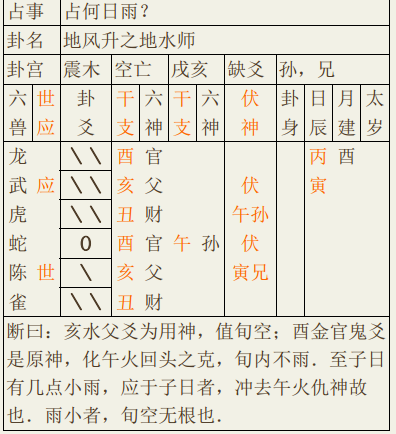 占事 占何日雨？
卦名 地风升之地水师
卦宫 震木 空亡 戌亥 缺爻 孙，兄
六兽 世应 卦爻 干支 六神 干支 六神 伏神 卦身 日辰 月建 太岁
龙 \\ 酉 官 丙 酉
武 应 \\ 亥 父 伏 寅
虎 \\ 丑 财 午孙
蛇 O 酉 官 午 孙 伏
陈 世 \ 亥 父 寅兄
雀 \\ 丑 财
断曰：亥水父爻为用神，值旬空；酉金官鬼爻
是原神，化午火回头之克，旬内不雨．至子日
有几点小雨，应于子日者，冲去午火仇神故
也．雨小者，旬空无根也．